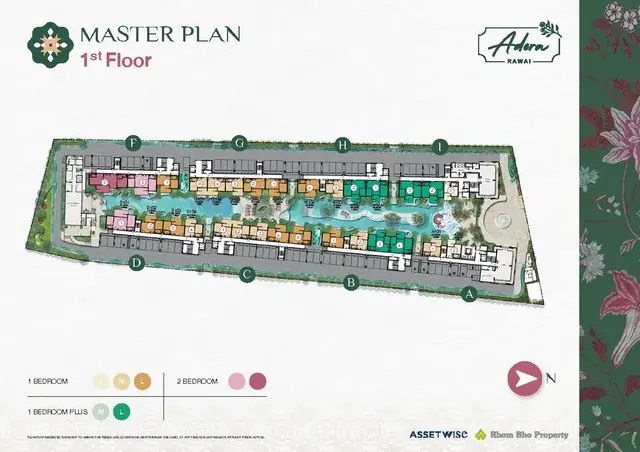 MASTER PLAN
1st Floor
Adora
RAWAI
F
G
H
I
D
C
B
A
1 BEDROOM
M
L
2 BEDROOM
1 BEDROOM PLUS
M
L
N
ASSETWISE
Rhom Bho Property